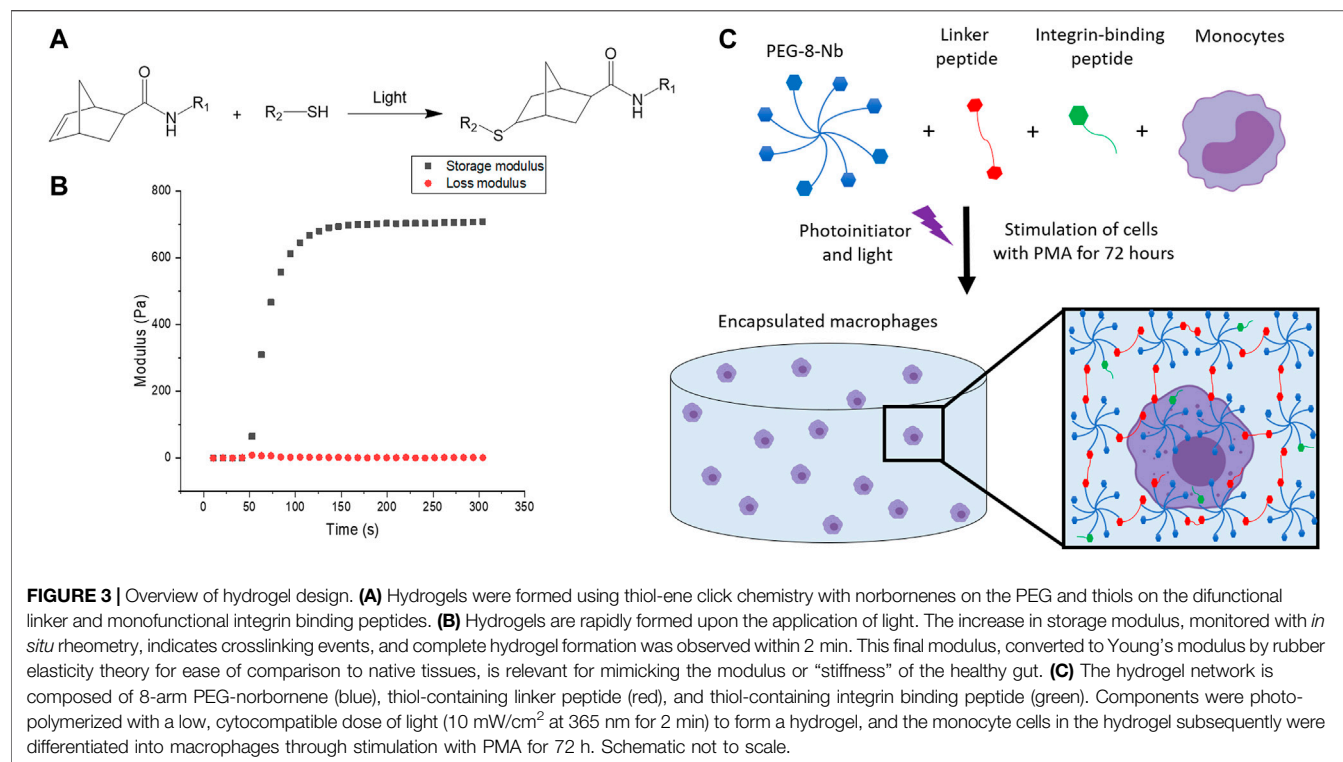 A
O
N
H
R1
+
R2
SH
Light
R2
S
O
N
H
R1
B
Storage modulus
Loss modulus
800
600
400
200
0
Modulus (Pa)
0
50
100
150
200
250
300
350
Time (s)
C
PEG-8-Nb
Linker
peptide
Integrin-binding
peptide
Monocytes
+
+
+
Photoinitiator
and light
Stimulation of cells
with PMA for 72 hours
Encapsulated macrophages
FIGURE 3 | Overview of hydrogel design. (A) Hydrogels were formed using thiol-ene click chemistry with norbornenes on the PEG and thiols on the difunctional
linker and monofunctional integrin binding peptides. (B) Hydrogels are rapidly formed upon the application of light. The increase in storage modulus, monitored with in
situ rheometry, indicates crosslinking events, and complete hydrogel formation was observed within 2 min. This final modulus, converted to Young's modulus by rubber
elasticity theory for ease of comparison to native tissues, is relevant for mimicking the modulus or “stiffness” of the healthy gut. (C) The hydrogel network is
composed of 8-arm PEG-norbornene (blue), thiol-containing linker peptide (red), and thiol-containing integrin binding peptide (green). Components were photo-
polymerized with a low, cytocompatible dose of light (10 mW/cm² at 365 nm for 2 min) to form a hydrogel, and the monocyte cells in the hydrogel subsequently were
differentiated into macrophages through stimulation with PMA for 72 h. Schematic not to scale.